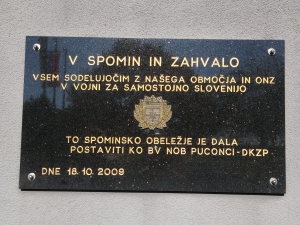 V SPOMIN IN ZAHVALO
VSEM SODELUJOČIM Z NAŠEGA OBMOČJA IN ONZ
V VOJNI ZA SAMOSTOJNO SLOVENIJO
TO SPOMINSKO OBELEŽJE JE DALA
POSTAVITI KO BV NOB PUCONCI-DKZP
DNE 18.10.2009